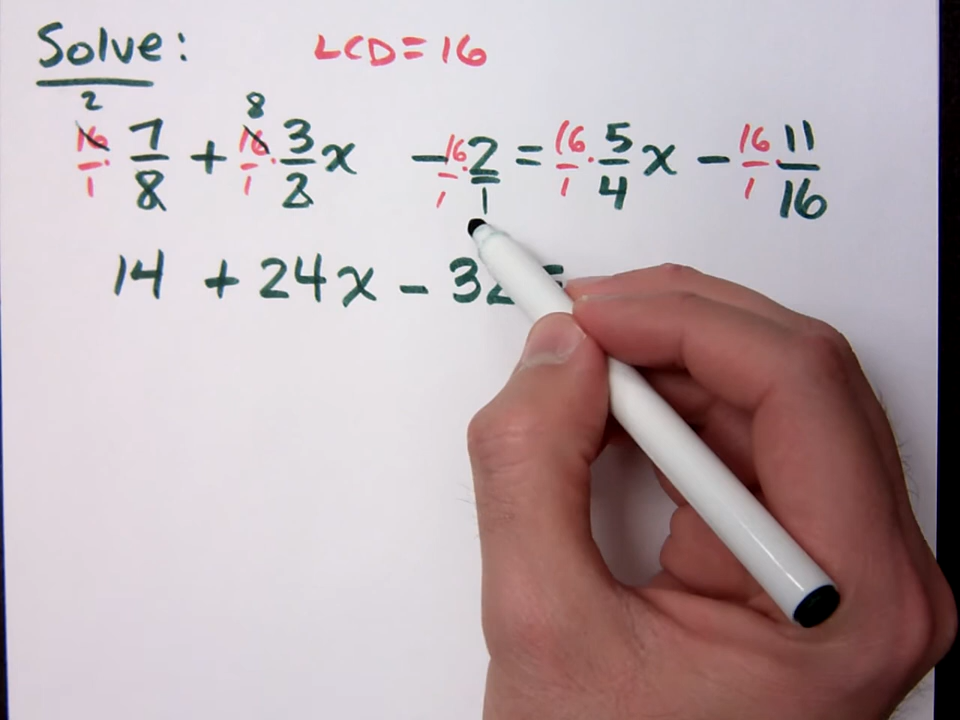 Solve: LCD = 16
2 8
16/1 · 7/8 + 16/1 · 3/2 x - 16/1 · 2/1 = 16/1 · 5/4 x - 16/1 · 11/16
14 + 24x - 32 =